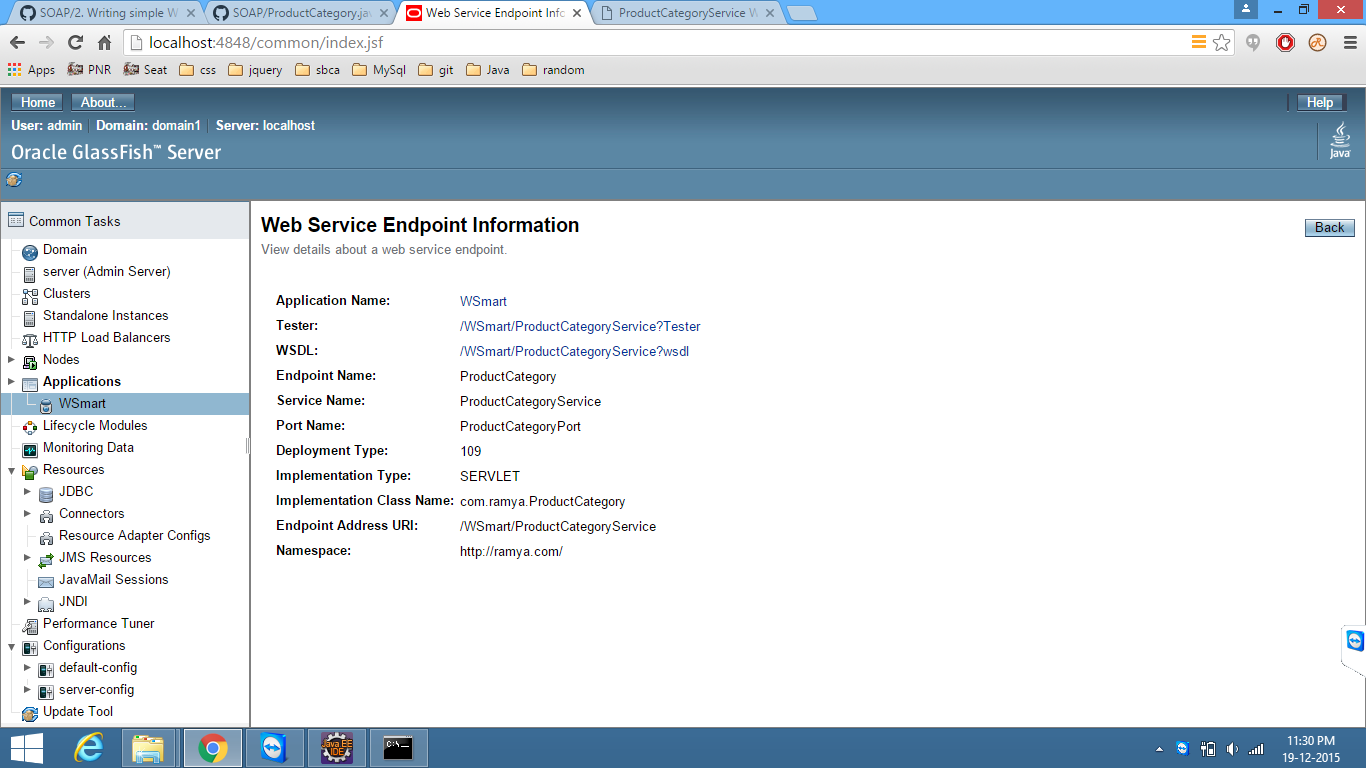 SOAP/2. Writing simple W
SOAP/ProductCategory.jav
Web Service Endpoint Info
ProductCategoryService W
localhost:4848/common/index.jsf
Apps PNR Seat css jquery sbca MySql git Java random
Home About... Help
User: admin Domain: domain1 Server: localhost
Oracle GlassFish™ Server
Java
Common Tasks
Domain
server (Admin Server)
Clusters
Standalone Instances
HTTP Load Balancers
Nodes
Applications
WSmart
Lifecycle Modules
Monitoring Data
Resources
JDBC
Connectors
Resource Adapter Configs
JMS Resources
JavaMail Sessions
JNDI
Performance Tuner
Configurations
default-config
server-config
Update Tool
Web Service Endpoint Information
Back
View details about a web service endpoint.
Application Name: WSmart
Tester: /WSmart/ProductCategoryService?Tester
WSDL: /WSmart/ProductCategoryService?wsdl
Endpoint Name: ProductCategory
Service Name: ProductCategoryService
Port Name: ProductCategoryPort
Deployment Type: 109
Implementation Type: SERVLET
Implementation Class Name: com.ramya.ProductCategory
Endpoint Address URI: /WSmart/ProductCategoryService
Namespace: http://ramya.com/
Java EE
IDE
C:\_
11:30 PM
19-12-2015